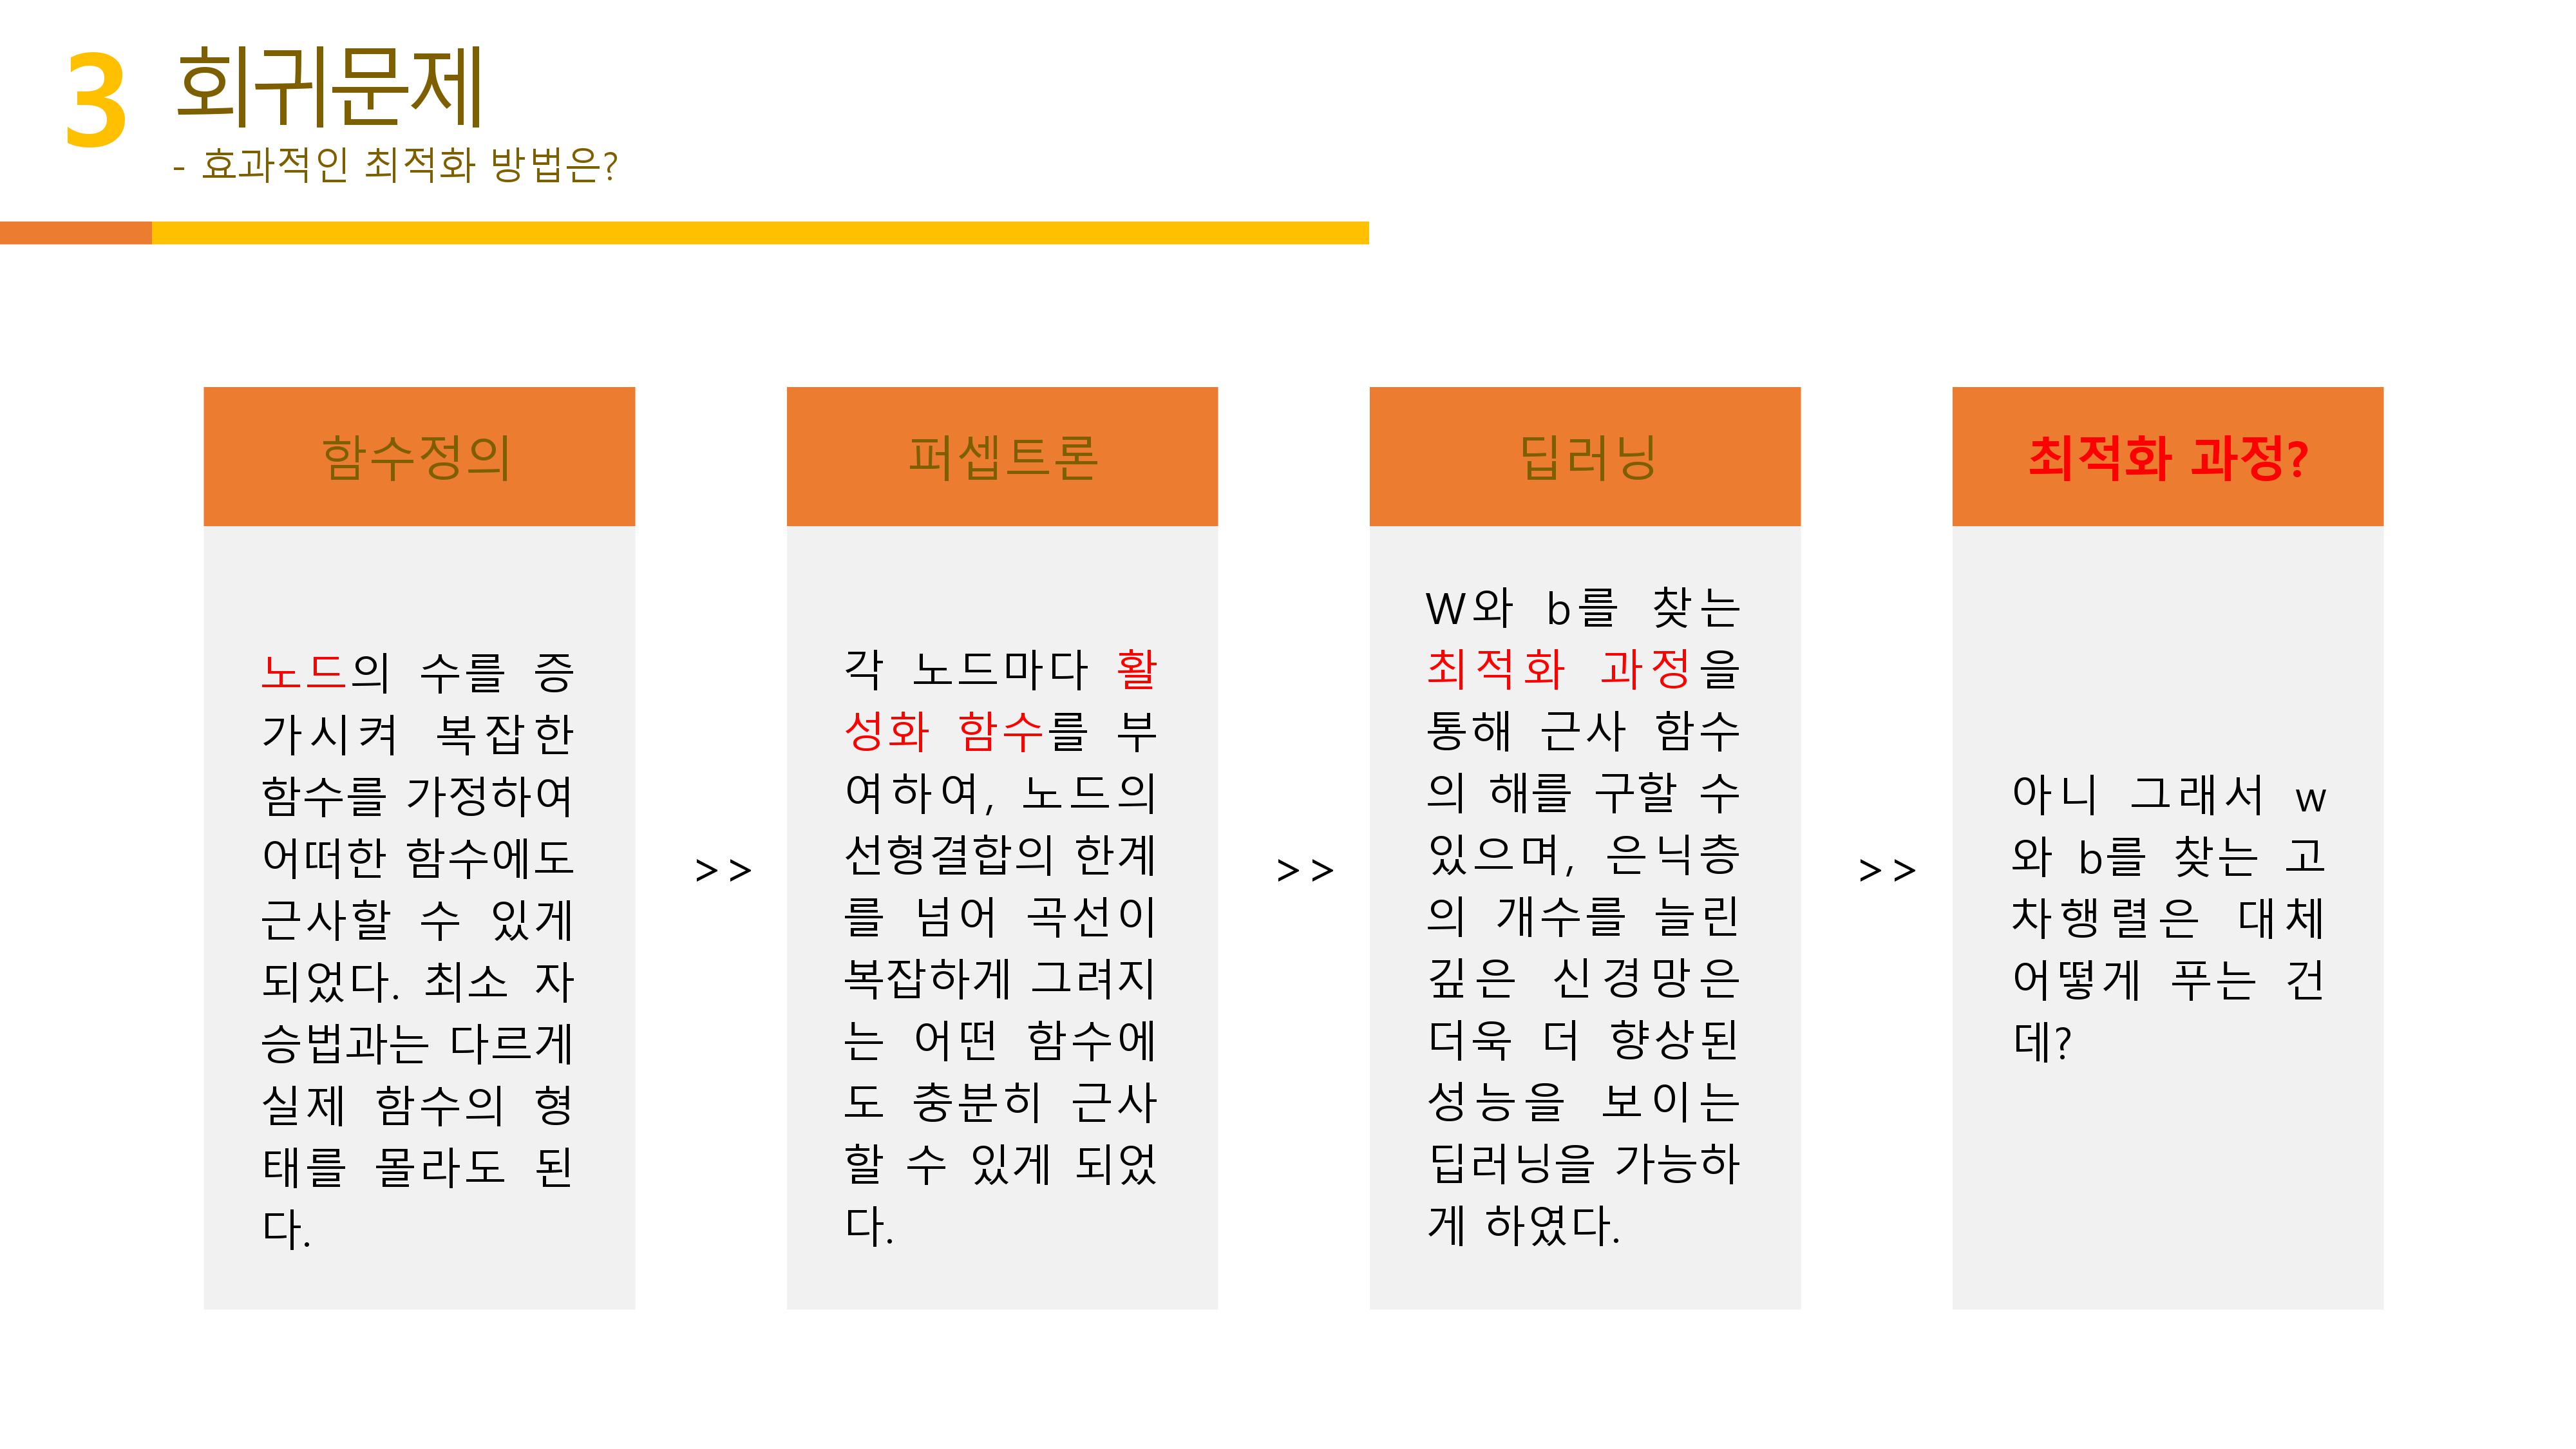 3
회귀문제
- 효과적인 최적화 방법은?
함수정의
노드의 수를 증
가시켜 복잡한
함수를 가정하여
어떠한 함수에도
근사할 수 있게
되었다. 최소 자
승법과는 다르게
실제 함수의 형
태를 몰라도 된
다.
>>
퍼셉트론
각 노드마다 활
성화 함수를 부
여하여, 노드의
선형결합의 한계
를 넘어 곡선이
복잡하게 그려지
는 어떤 함수에
도 충분히 근사
할 수 있게 되었
다.
>>
딥러닝
W와 b를 찾는
최적화 과정을
통해 근사 함수
의 해를 구할 수
있으며, 은닉층
의 개수를 늘린
깊은 신경망은
더욱 더 향상된
성능을 보이는
딥러닝을 가능하
게 하였다.
>>
최적화 과정?
아니 그래서 w
와 b를 찾는 고
차행렬은 대체
어떻게 푸는 건
데?